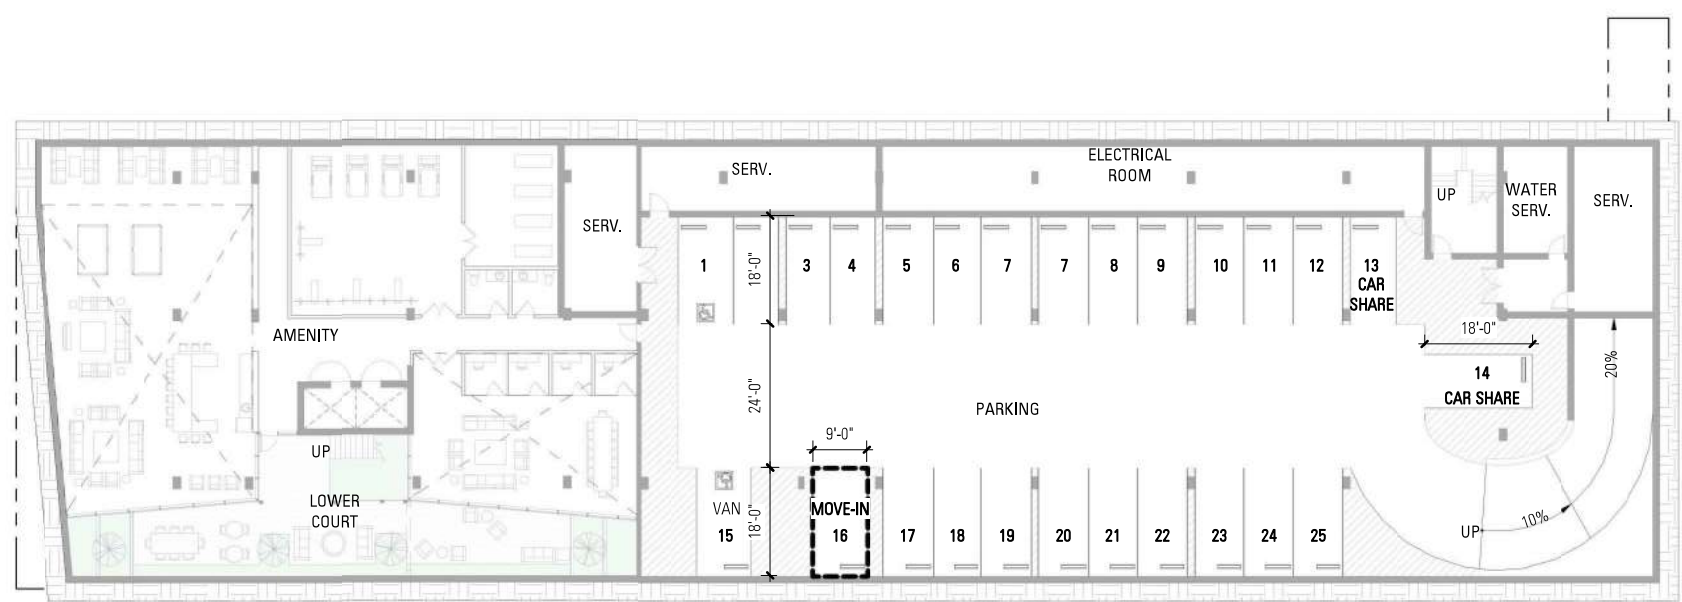 ELECTRICAL
ROOM
SERV.
UP
WATER
SERV.
SERV.
SERV.
1
18'-0"
3
4
5
6
7
7
8
9
10
11
12
13
CAR
SHARE
18'-0"
AMENITY
20%
14
CAR SHARE
24'-0"
PARKING
9'-0"
UP
LOWER
COURT
VAN
15
18'-0"
MOVE-IN
16
17
18
19
20
21
22
23
24
25
UP
10%